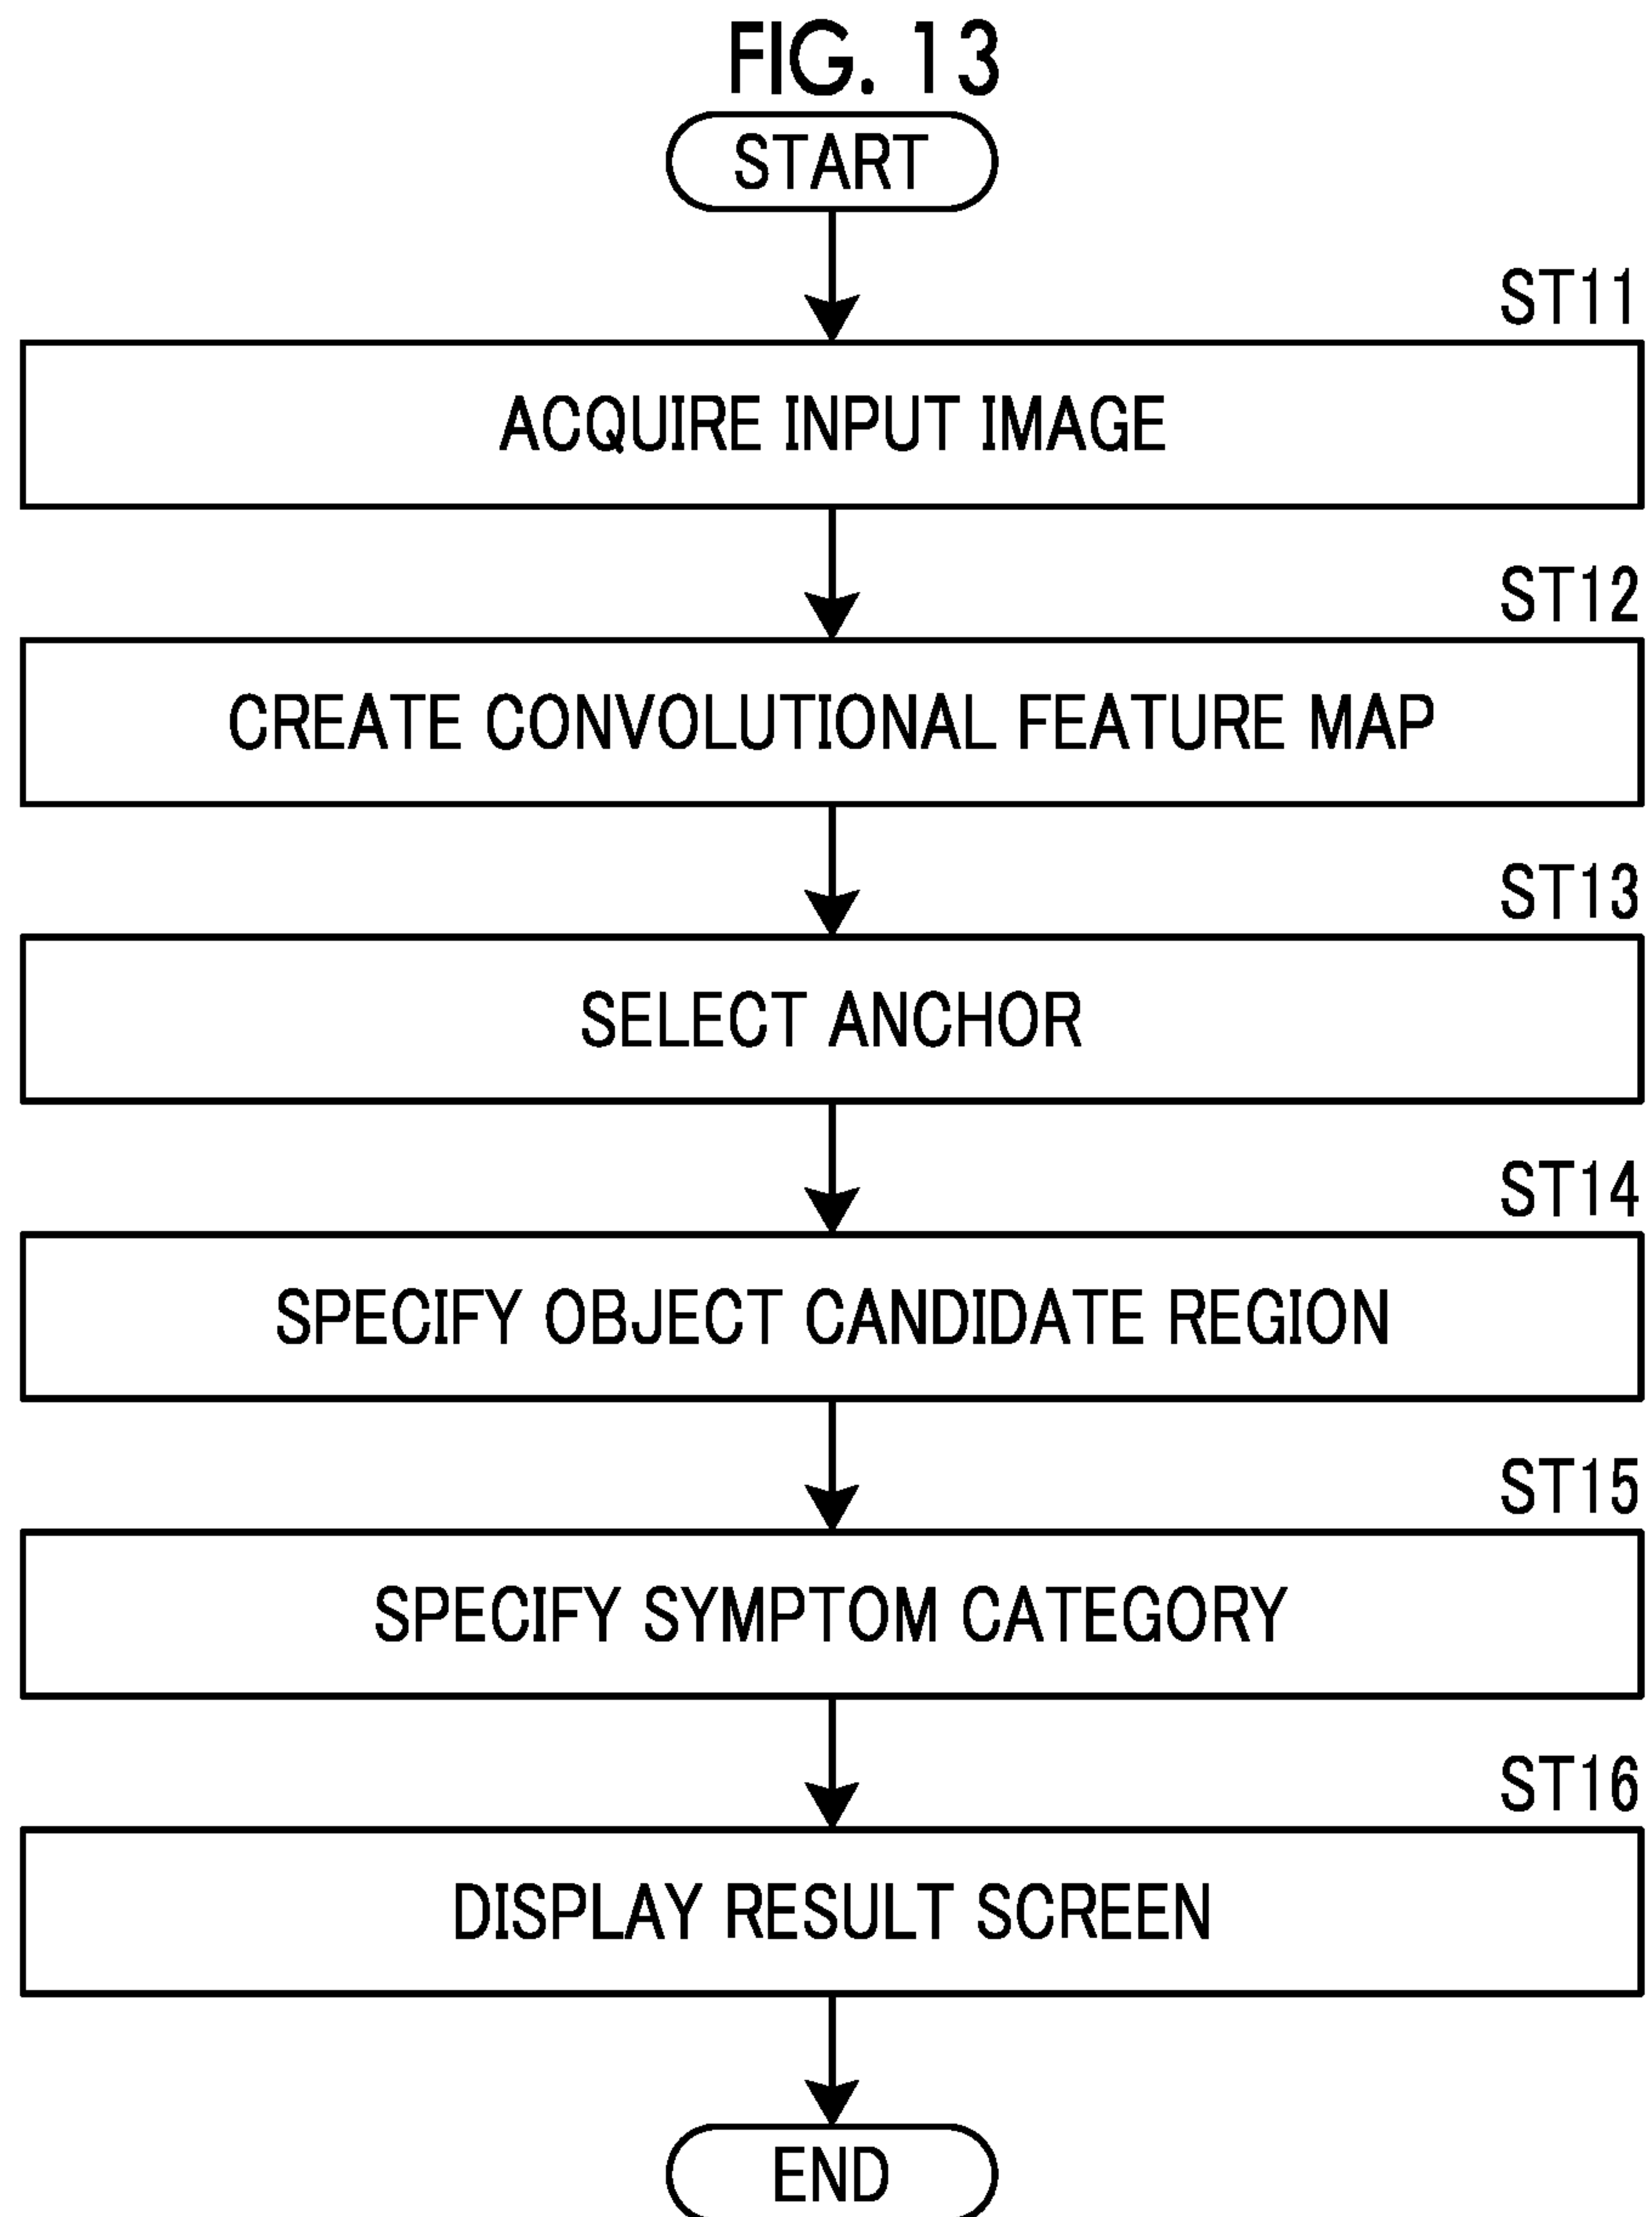 FIG. 13
START
ST11
ACQUIRE INPUT IMAGE
ST12
CREATE CONVOLUTIONAL FEATURE MAP
ST13
SELECT ANCHOR
ST14
SPECIFY OBJECT CANDIDATE REGION
ST15
SPECIFY SYMPTOM CATEGORY
ST16
DISPLAY RESULT SCREEN
END